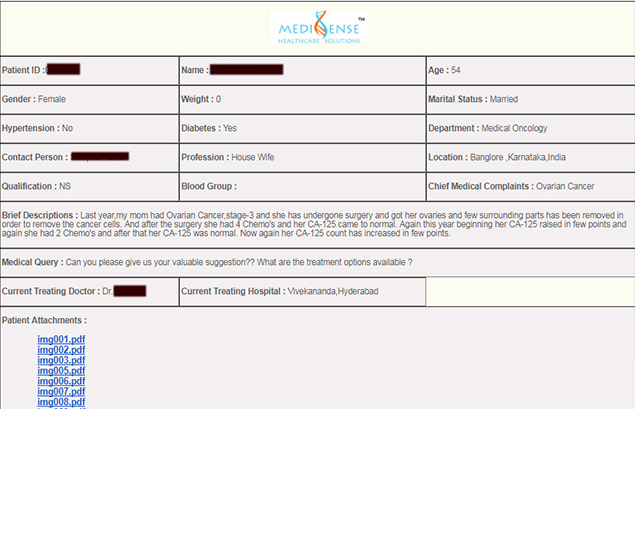 MEDISENSE™
HEALTHCARE SOLUTIONS
Patient ID :
Name :
Age : 54
Gender : Female
Weight : 0
Marital Status : Married
Hypertension : No
Diabetes : Yes
Department : Medical Oncology
Contact Person :
Profession : House Wife
Location : Banglore ,Karnataka,India
Qualification : NS
Blood Group :
Chief Medical Complaints : Ovarian Cancer
Brief Descriptions : Last year,my mom had Ovarian Cancer,stage-3 and she has undergone surgery and got her ovaries and few surrounding parts has been removed in
order to remove the cancer cells. And after the surgery she had 4 Chemo's and her CA-125 came to normal. Again this year beginning her CA-125 raised in few points and
again she had 2 Chemo's and after that her CA-125 was normal. Now again her CA-125 count has increased in few points.
Medical Query : Can you please give us your valuable suggestion?? What are the treatment options available ?
Current Treating Doctor : Dr.
Current Treating Hospital : Vivekananda,Hyderabad
Patient Attachments :
img001.pdf
img002.pdf
img003.pdf
img005.pdf
img006.pdf
img007.pdf
img008.pdf